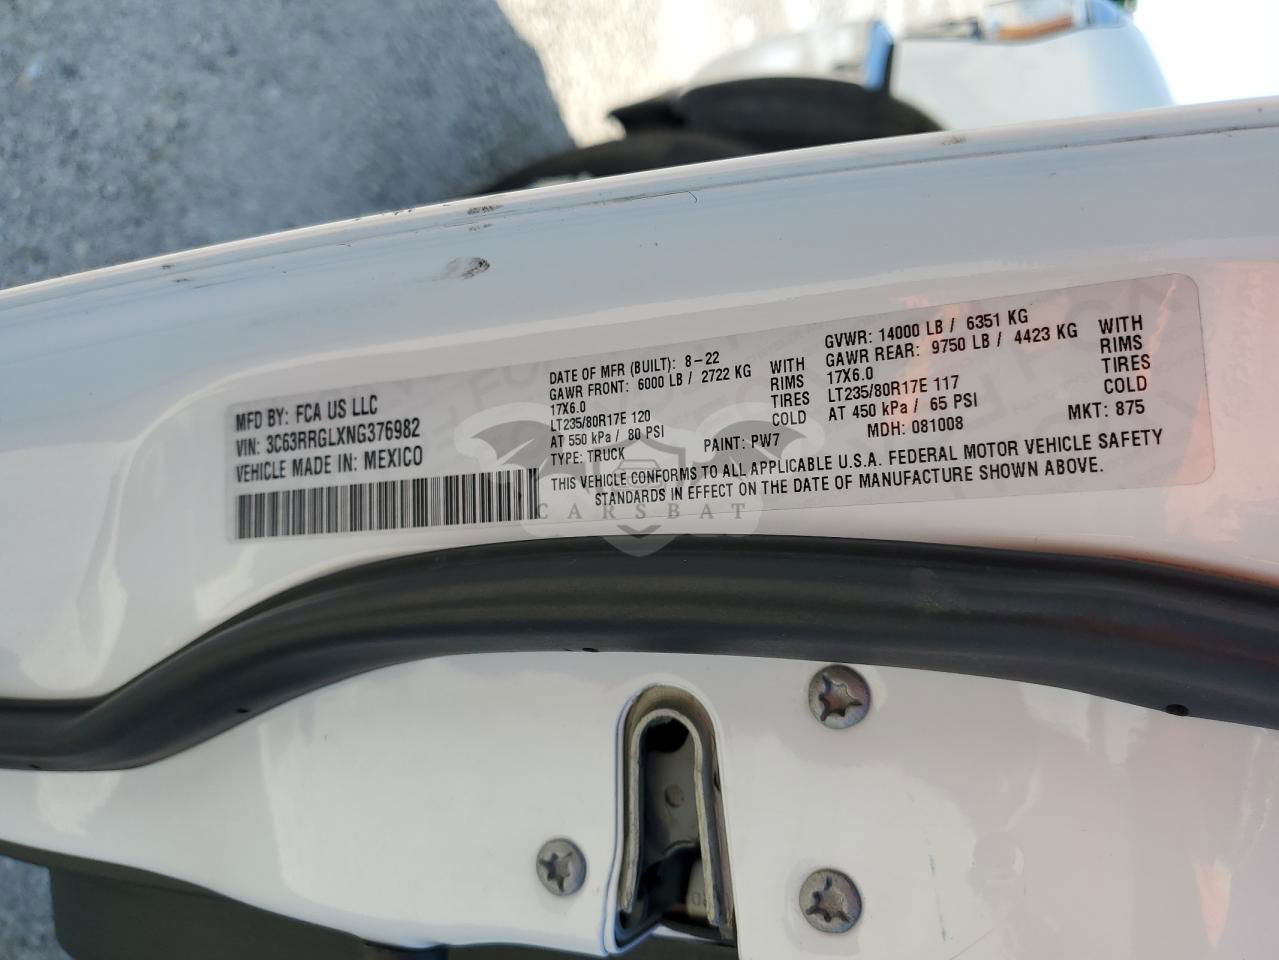 MFD BY: FCA US LLC
VIN: 3C63RRGLXNG376982
VEHICLE MADE IN: MEXICO
DATE OF MFR (BUILT): 8-22
GAWR FRONT: 6000 LB / 2722 KG WITH
17X6.0 RIMS
LT235/80R17E 120 TIRES
AT 550 kPa / 80 PSI COLD
TYPE: TRUCK PAINT: PW7
GVWR: 14000 LB / 6351 KG
GAWR REAR: 9750 LB / 4423 KG WITH
17X6.0 RIMS
LT235/80R17E 117 TIRES
AT 450 kPa / 65 PSI COLD
MDH: 081008 MKT: 875
THIS VEHICLE CONFORMS TO ALL APPLICABLE U.S.A. FEDERAL MOTOR VEHICLE SAFETY
STANDARDS IN EFFECT ON THE DATE OF MANUFACTURE SHOWN ABOVE.
CARSBAT